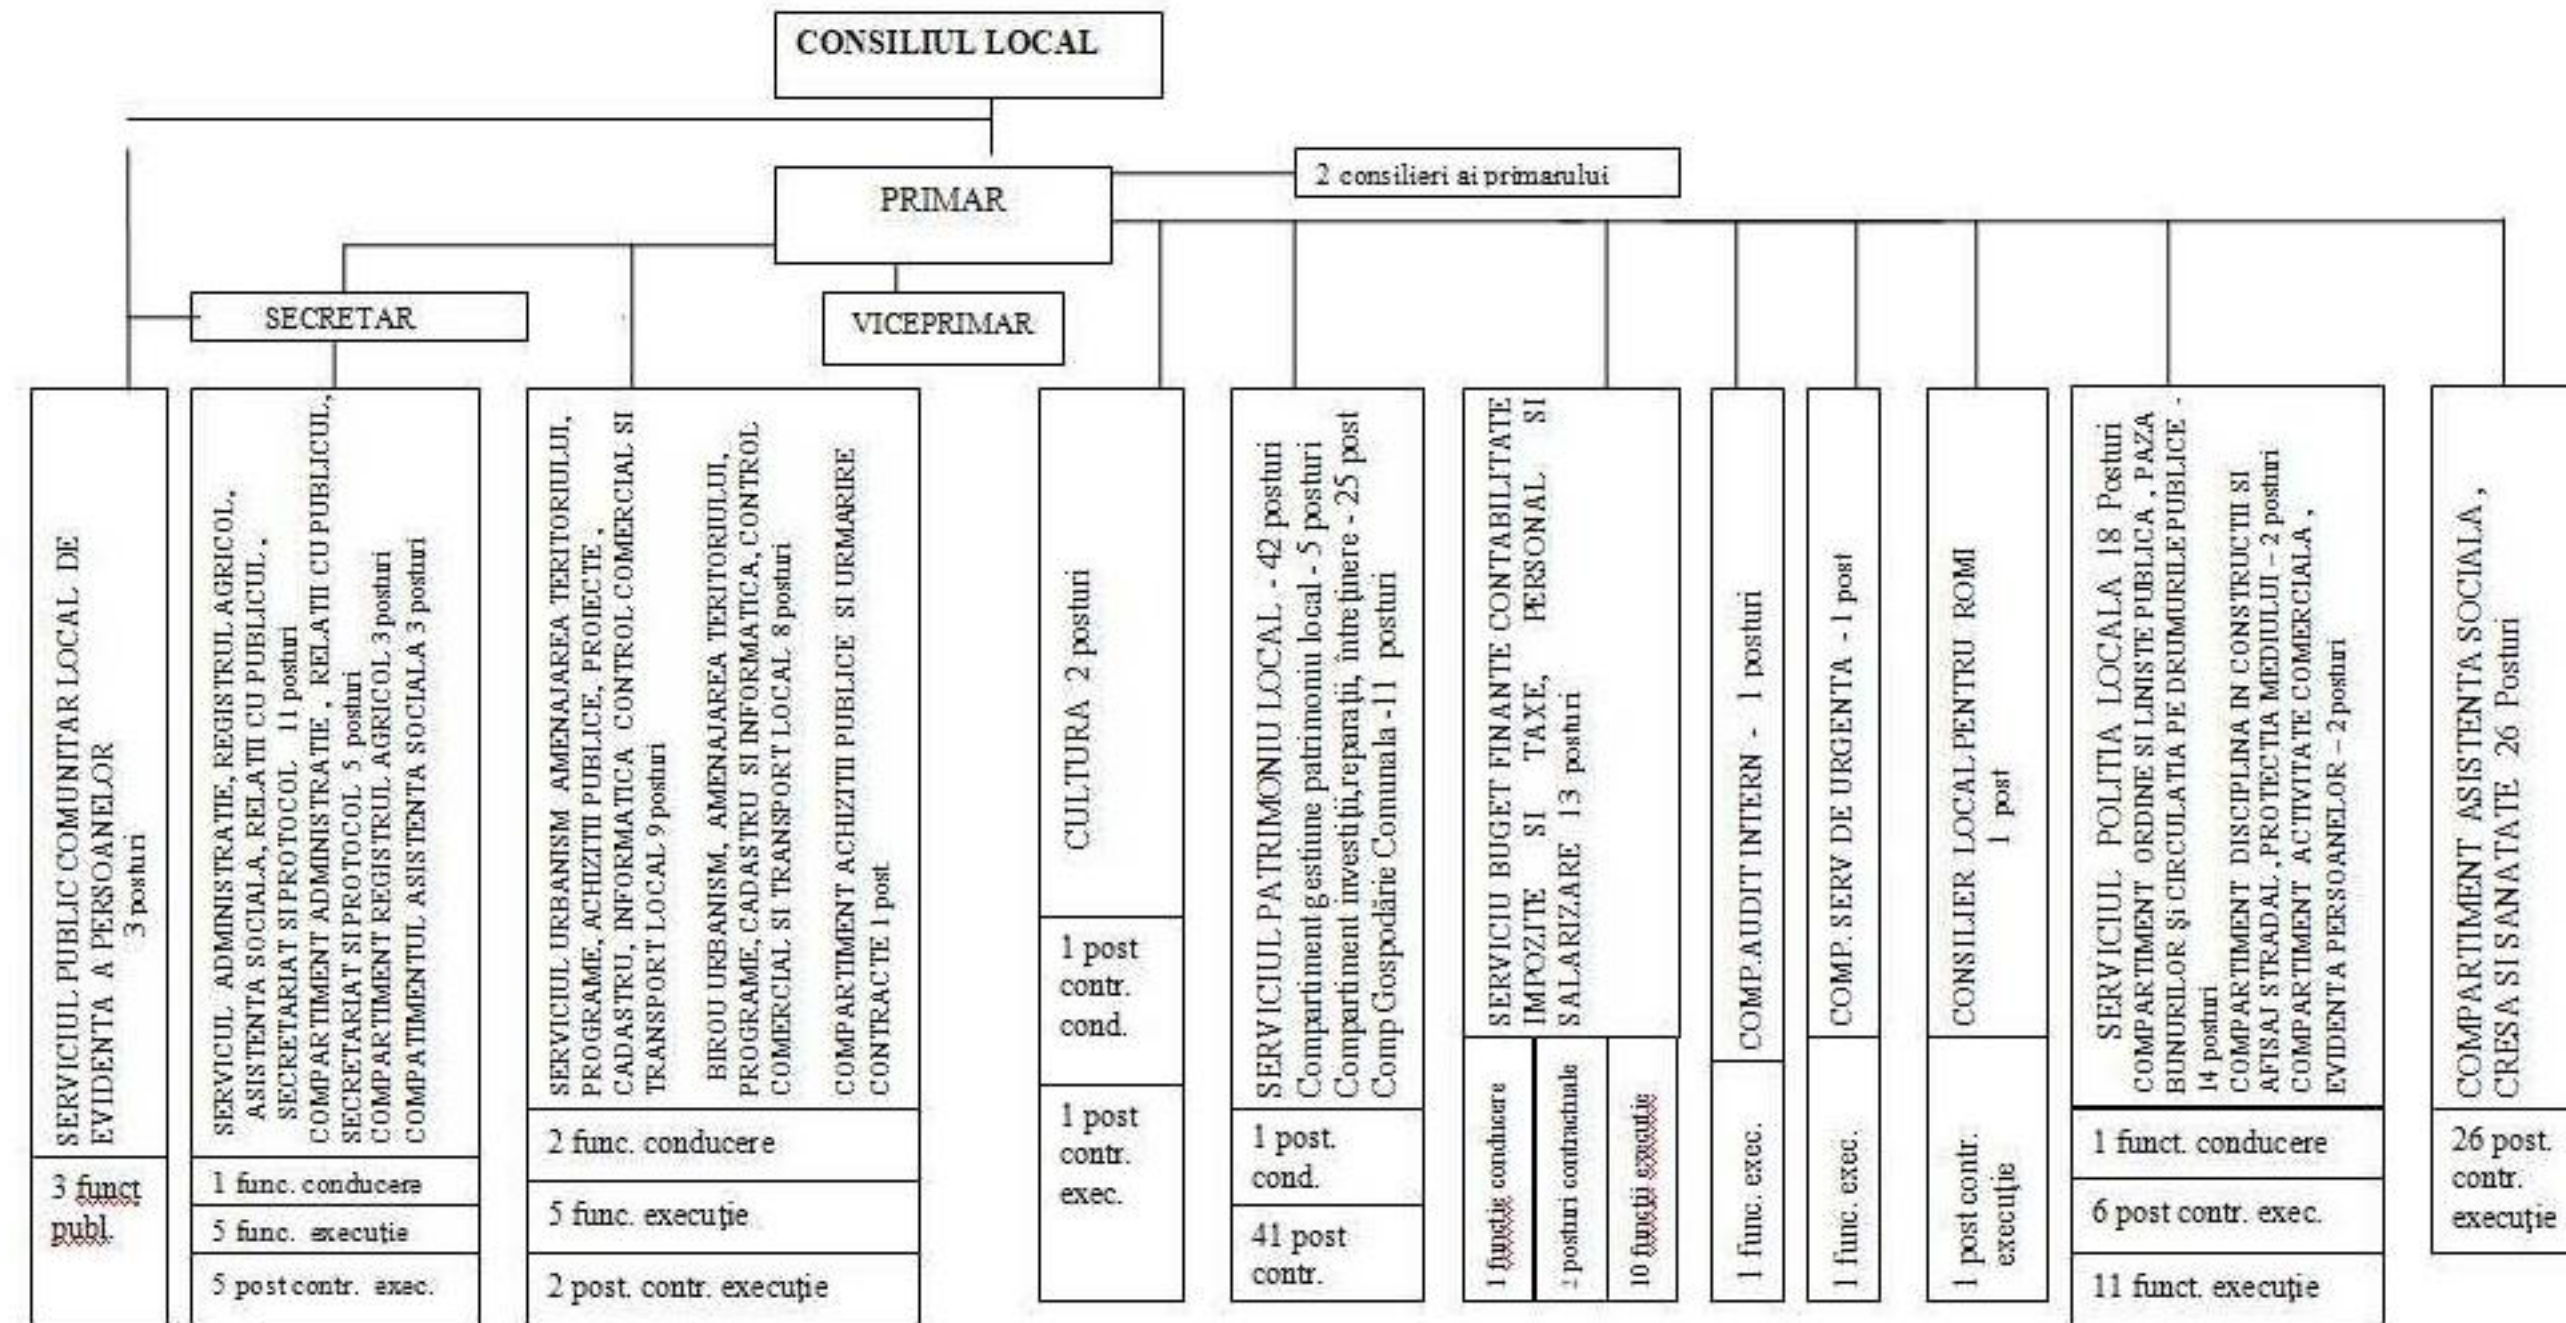 CONSILIUL LOCAL
PRIMAR
2 consilieri ai primarului
SECRETAR
VICEPRIMAR
SERVICIUL PUBLIC COMUNITAR LOCAL DE
EVIDENTA A PERSOANELOR
3 posturi
3 funct
publ.
SERVICUL ADMINISTRATIE, REGISTRUL AGRICOL,
ASISTENTA SOCIALA, RELATII CU PUBLICUL,
SECRETARIAT SI PROTOCOL 11 posturi
COMPARTIMENT ADMINISTRATIE, RELATII CU PUBLICUL,
SECRETARIAT SI PROTOCOL 5 posturi
COMPARTIMENT REGISTRUL AGRICOL 3 posturi
COMPATIMENTUL ASISTENTA SOCIALA 3 posturi
1 func. conducere
5 func. execuţie
5 post contr. exec.
SERVICIUL URBANISM AMENAJAREA TERITORIULUI,
PROGRAME, ACHIZITII PUBLICE, PROIECTE,
CADASTRU, INFORMATICA CONTROL COMERCIAL SI
TRANSPORT LOCAL 9 posturi
BIROU URBANISM, AMENAJAREA TERITORIULUI,
PROGRAME, CADASTRU SI INFORMATICA, CONTROL
COMERCIAL SI TRANSPORT LOCAL 8 posturi
COMPARTIMENT ACHIZITII PUBLICE SI URMARIRE
CONTRACTE 1 post
2 func. conducere
5 func. execuţie
2 post. contr. execuţie
CULTURA 2 posturi
1 post
contr.
cond.
1 post
contr.
exec.
SERVICIUL PATRIMONIU LOCAL - 42 posturi
Compartiment gestiune patrimoniu local - 5 posturi
Compartiment investiţii,reparaţii, întreţinere - 25 post
Comp Gospodărie Comunala -11 posturi
1 post.
cond.
41 post
contr.
SERVICIU BUGET FINANTE CONTABILITATE
IMPOZITE SI TAXE, PERSONAL SI
SALARIZARE 13 posturi
1 funcţie conducere
2 posturi contractuale
10 funcţii execuţie
COMP.AUDIT INTERN - 1 posturi
1 func. exec.
COMP. SERV DE URGENTA - 1 post
1 func. exec.
CONSILIER LOCAL PENTRU ROMI
1 post
1 post contr.
execuţie
SERVICIUL POLITIA LOCALA 18 Posturi
COMPARTIMENT ORDINE SI LINISTE PUBLICA, PAZA
BUNURILOR Şi CIRCULATIA PE DRUMURILE PUBLICE -
14 posturi
COMPARTIMENT DISCIPLINA IN CONSTRUCTII SI
AFISAJ STRADAL, PROTECTIA MEDIULUI – 2 posturi
COMPARTIMENT ACTIVITATE COMERCIALA,
EVIDENTA PERSOANELOR – 2 posturi
1 funct. conducere
6 post contr. exec.
11 funct. execuţie
COMPARTIMENT ASISTENTA SOCIALA,
CRESA SI SANATATE 26 Posturi
26 post.
contr.
execuţie